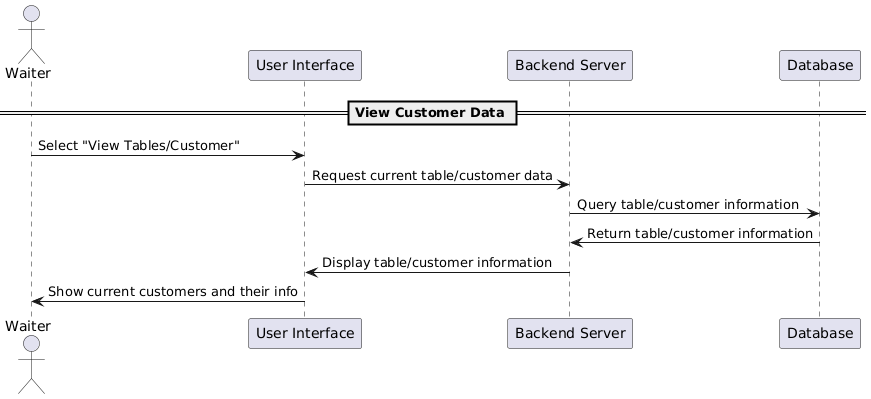 Waiter
User Interface
Backend Server
Database
View Customer Data
Select "View Tables/Customer"
Request current table/customer data
Query table/customer information
Return table/customer information
Display table/customer information
Show current customers and their info
Waiter
User Interface
Backend Server
Database